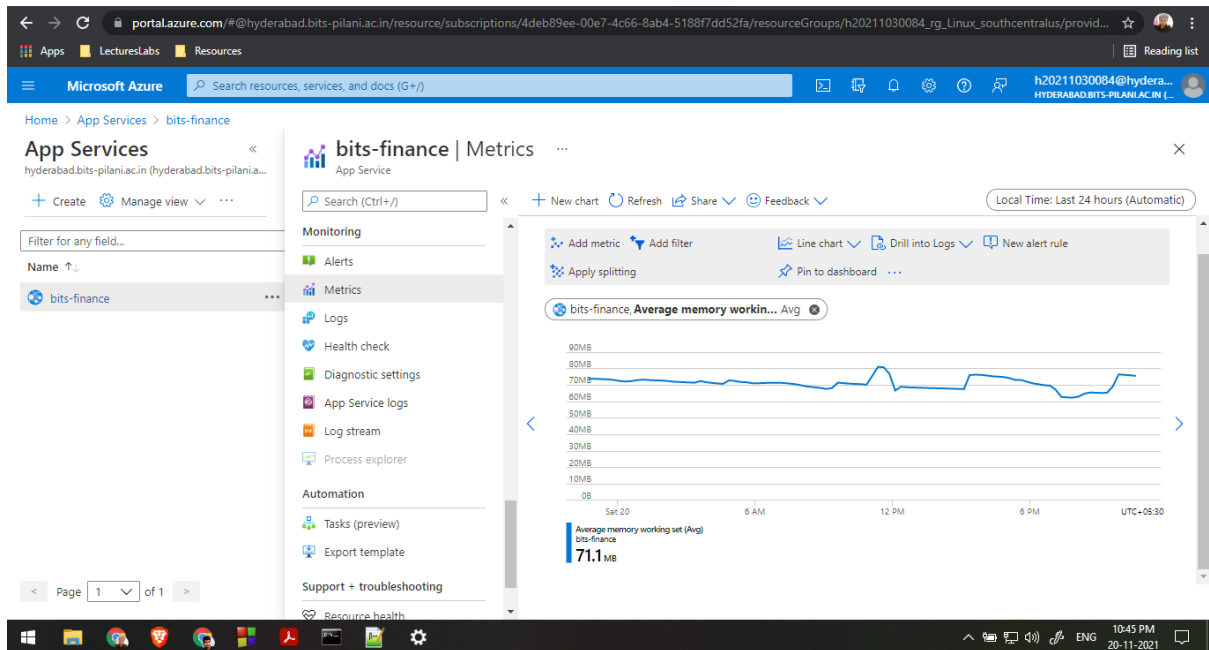 portal.azure.com/#@hyderabad.bits-pilani.ac.in/resource/subscriptions/4deb89ee-00e7-4c66-8ab4-5188f7dd52fa/resourceGroups/h20211030084_rg_Linux_southcentralus/provid...
Apps LecturesLabs Resources Reading list
Microsoft Azure Search resources, services, and docs (G+/) h20211030084@hydera...
HYDERABAD.BITS-PILANI.AC.IN (...
Home > App Services > bits-finance
App Services «
hyderabad.bits-pilani.ac.in (hyderabad.bits-pilani.a...
+ Create Manage view ...
Filter for any field...
Name ↑↓
bits-finance ...
< Page 1 of 1 >
bits-finance | Metrics ...
App Service
Search (Ctrl+/) «
Monitoring
Alerts
Metrics
Logs
Health check
Diagnostic settings
App Service logs
Log stream
Process explorer
Automation
Tasks (preview)
Export template
Support + troubleshooting
Resource health
+ New chart Refresh Share Feedback Local Time: Last 24 hours (Automatic)
Add metric Add filter Line chart Drill into Logs New alert rule
Apply splitting Pin to dashboard ...
bits-finance, Average memory workin... Avg
90MB
80MB
70MB
60MB
50MB
40MB
30MB
20MB
10MB
0B
Sat 20 6 AM 12 PM 6 PM UTC+05:30
Average memory working set (Avg)
bits-finance
71.1 MB
ENG 10:45 PM
20-11-2021